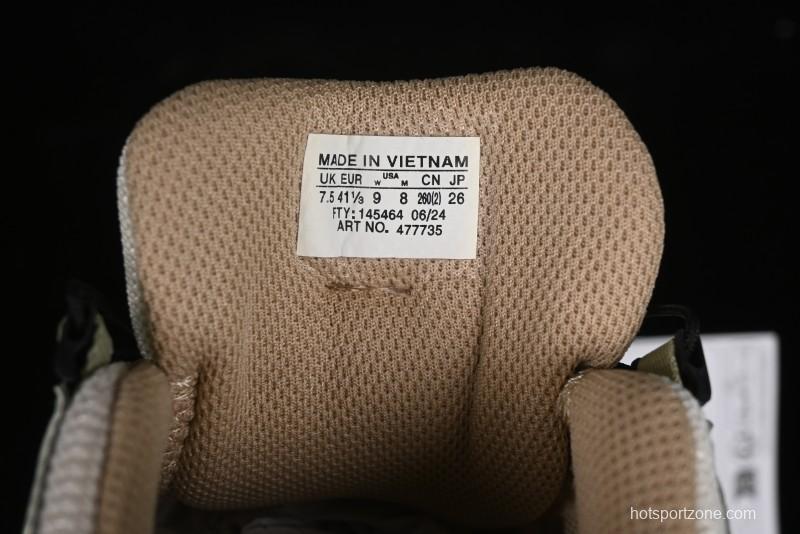 MADE IN VIETNAM
UK EUR W USA M CN JP
7.5 41⅓ 9 8 260(2) 26
FTY: 145464 06/24
ART NO. 477735
hotsportzone.com